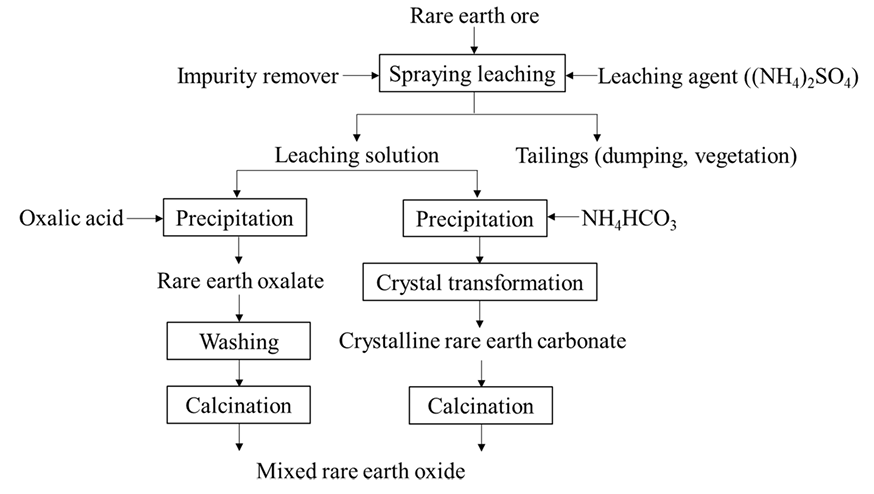 Rare earth ore
Impurity remover
Spraying leaching
Leaching agent ((NH₄)₂SO₄)
Leaching solution
Tailings (dumping, vegetation)
Oxalic acid
Precipitation
Precipitation
NH₄HCO₃
Rare earth oxalate
Crystal transformation
Washing
Crystalline rare earth carbonate
Calcination
Calcination
Mixed rare earth oxide